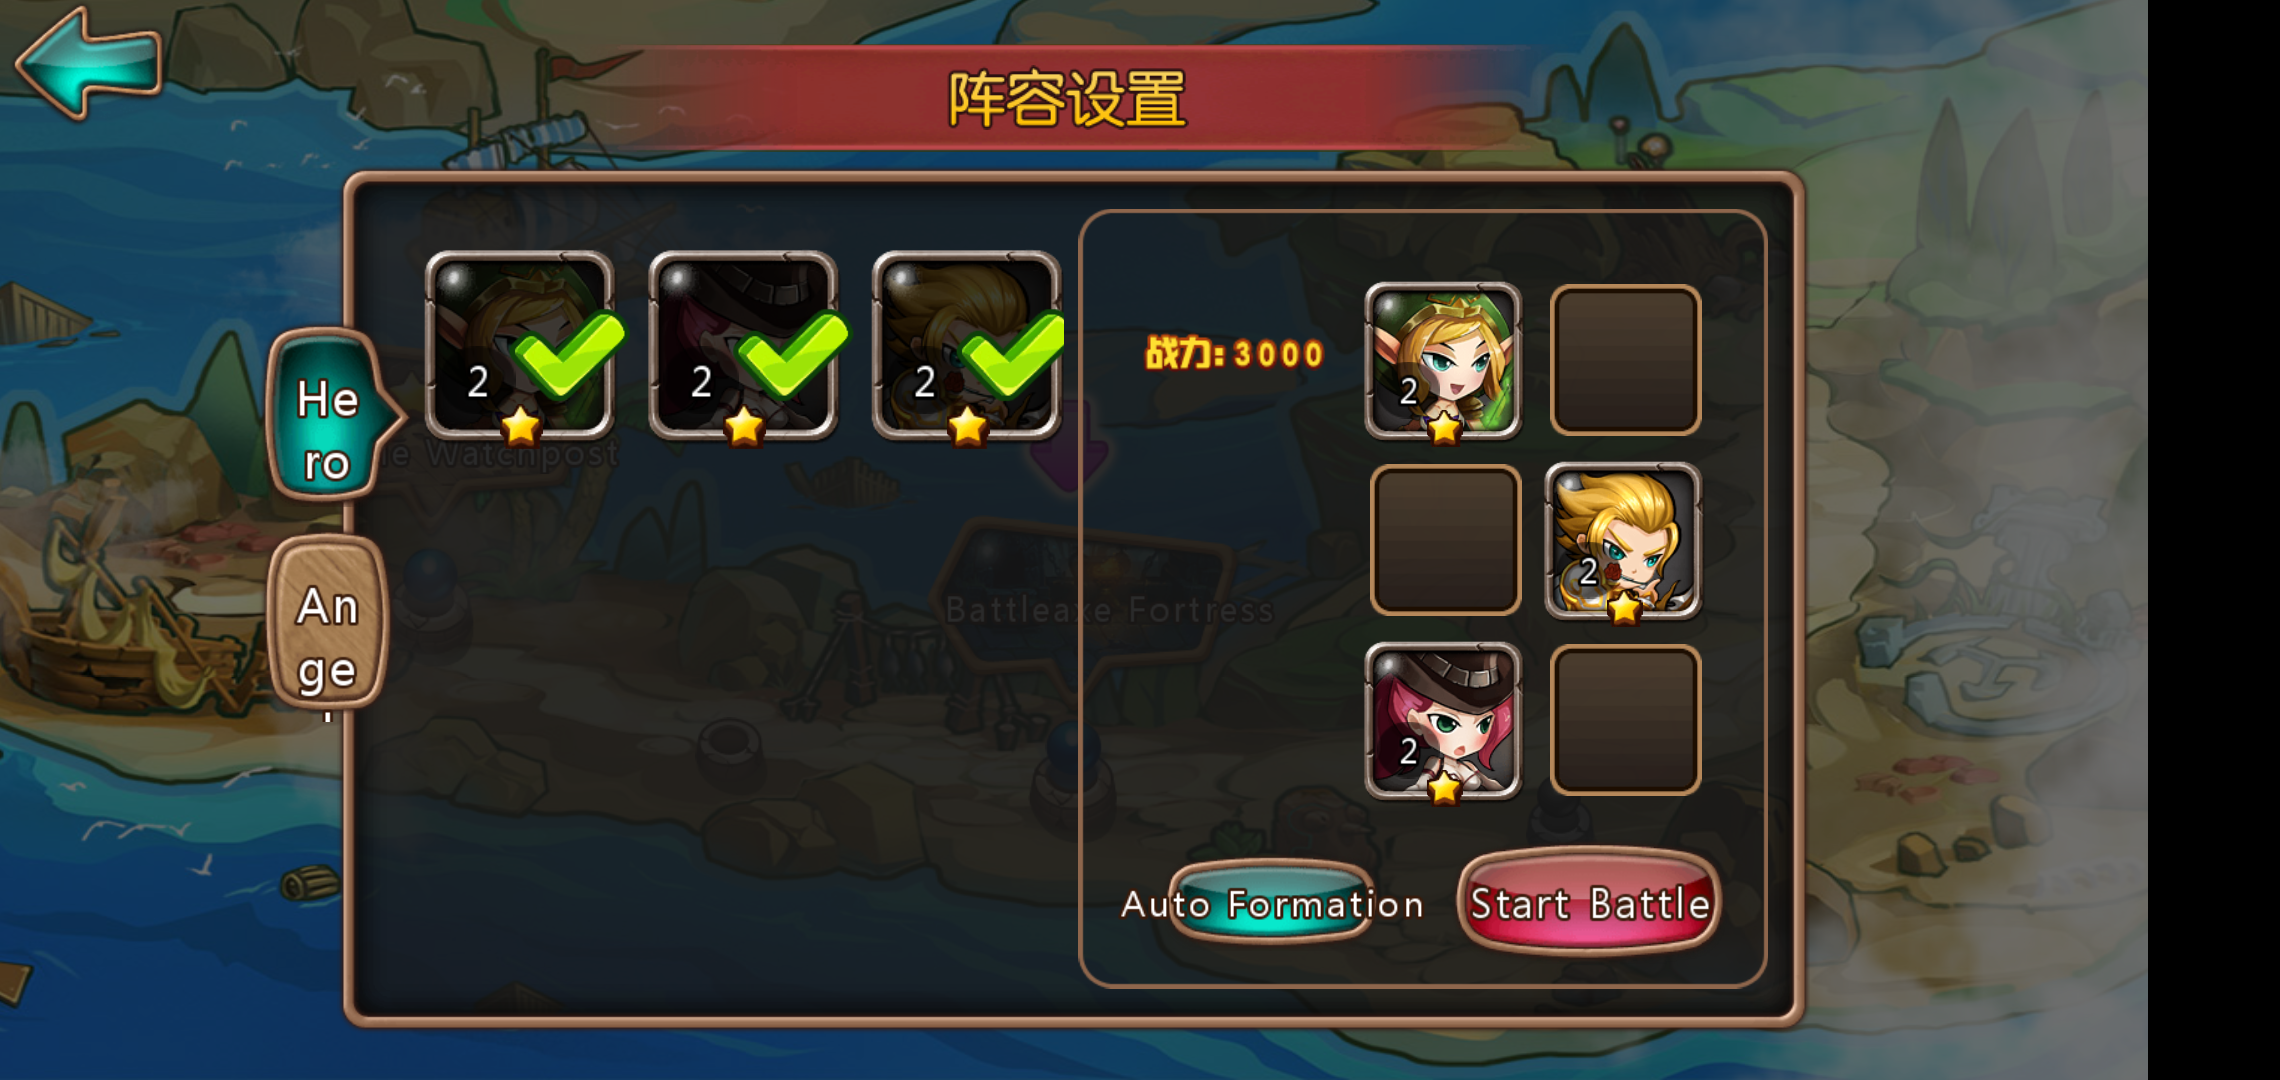 阵容设置
He
ro
An
ge
2
2
2
Watchpost
Battleaxe Fortress
战力:3000
2
2
2
Auto Formation
Start Battle